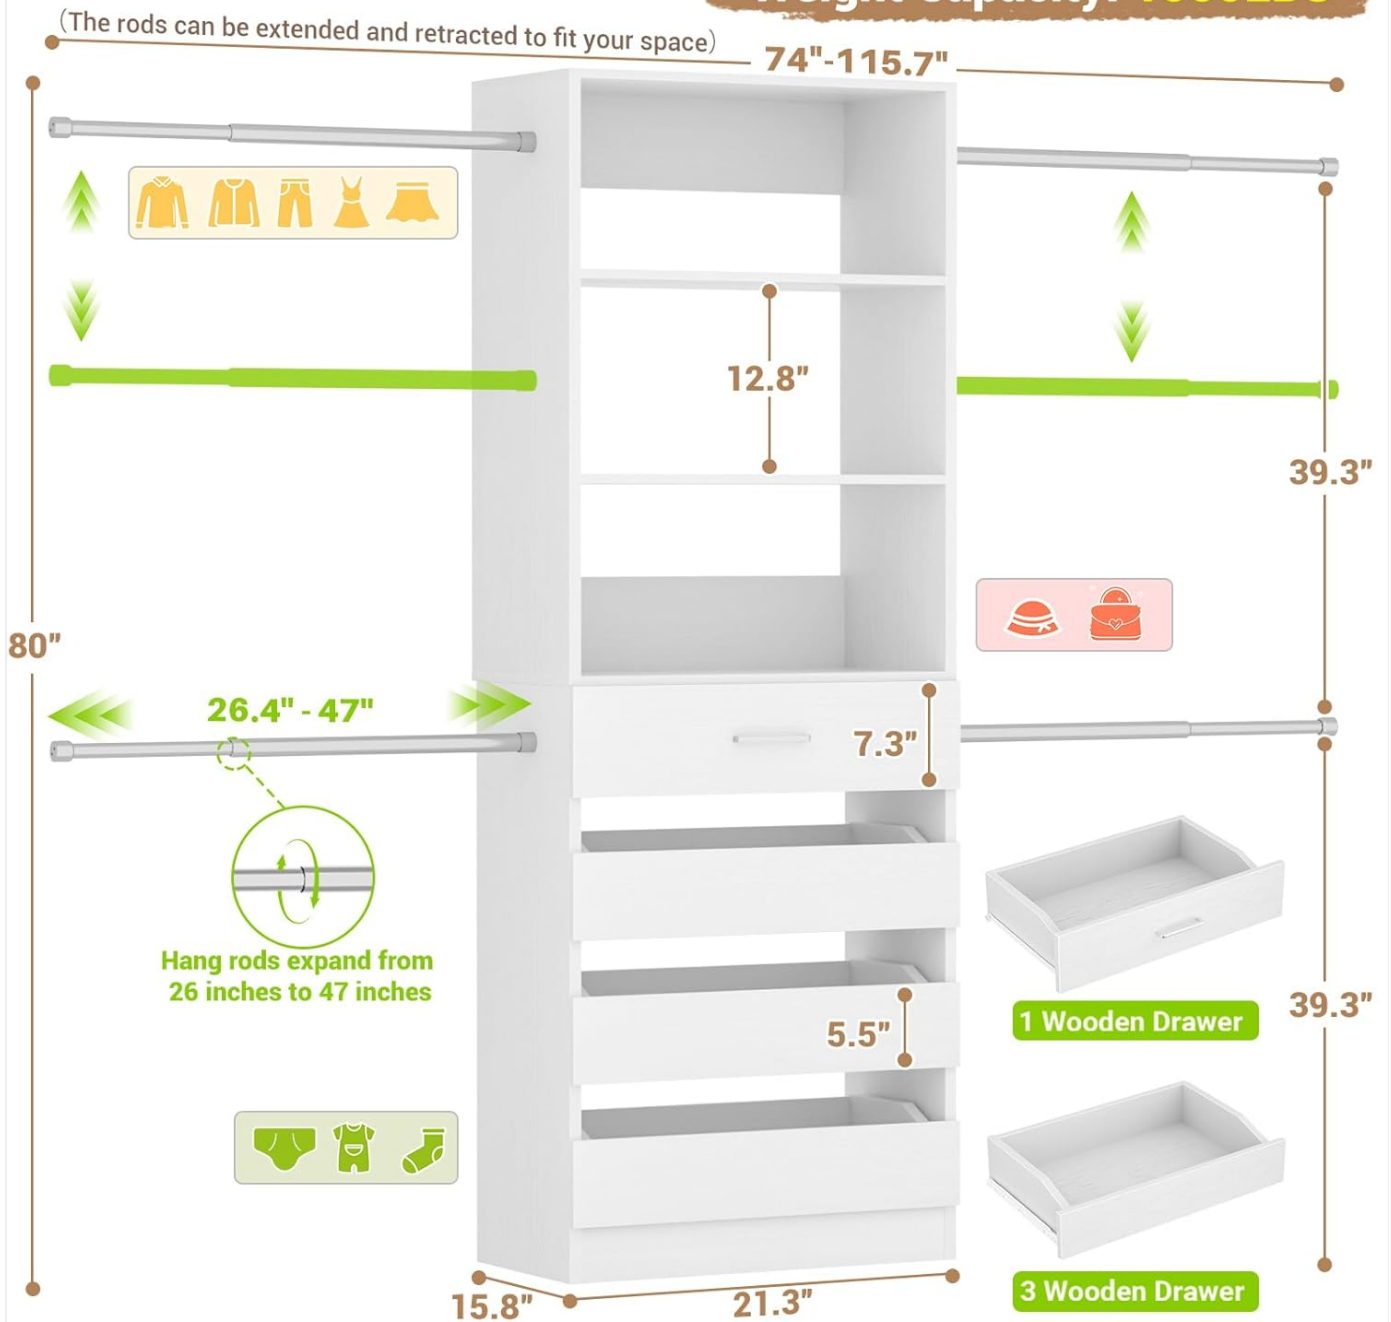 Weight Capacity:
(The rods can be extended and retracted to fit your space)
74"-115.7"
12.8"
39.3"
80"
26.4" - 47"
7.3"
Hang rods expand from
26 inches to 47 inches
5.5"
1 Wooden Drawer
39.3"
3 Wooden Drawer
15.8"
21.3"